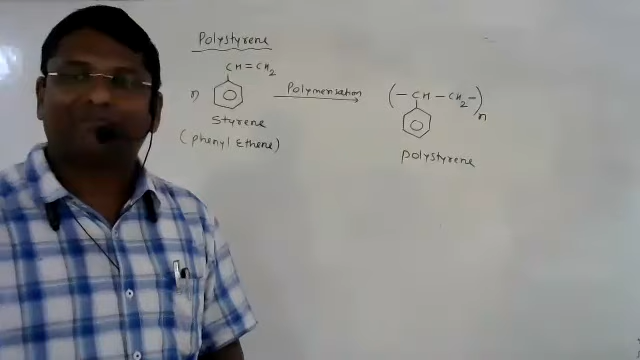 Polystyrene
CH = CH2
n
Styrene
(phenyl Ethene)
Polymerisation
(— CH — CH2 —)n
polystyrene